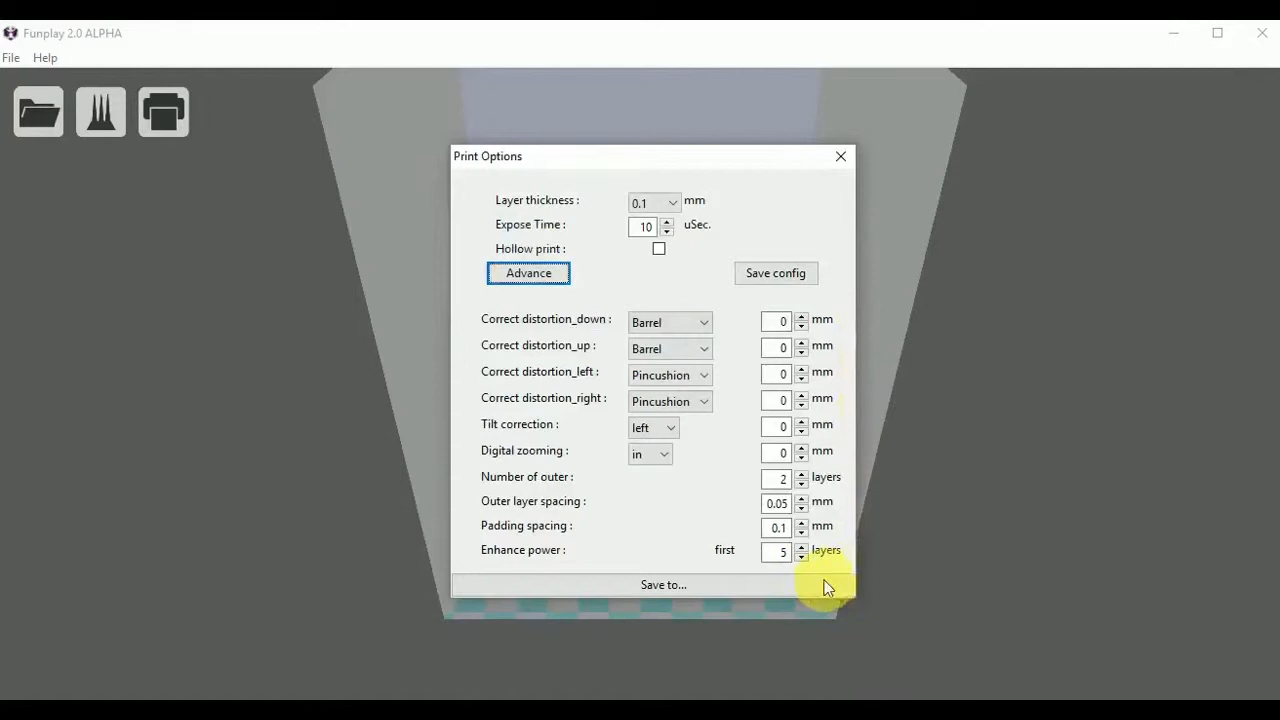 Funplay 2.0 ALPHA
File Help
Print Options
Layer thickness : 0.1 mm
Expose Time : 10 uSec.
Hollow print :
Advance Save config
Correct distortion_down : Barrel 0 mm
Correct distortion_up : Barrel 0 mm
Correct distortion_left : Pincushion 0 mm
Correct distortion_right : Pincushion 0 mm
Tilt correction : left 0 mm
Digital zooming : in 0 mm
Number of outer : 2 layers
Outer layer spacing : 0.05 mm
Padding spacing : 0.1 mm
Enhance power : first 5 layers
Save to...